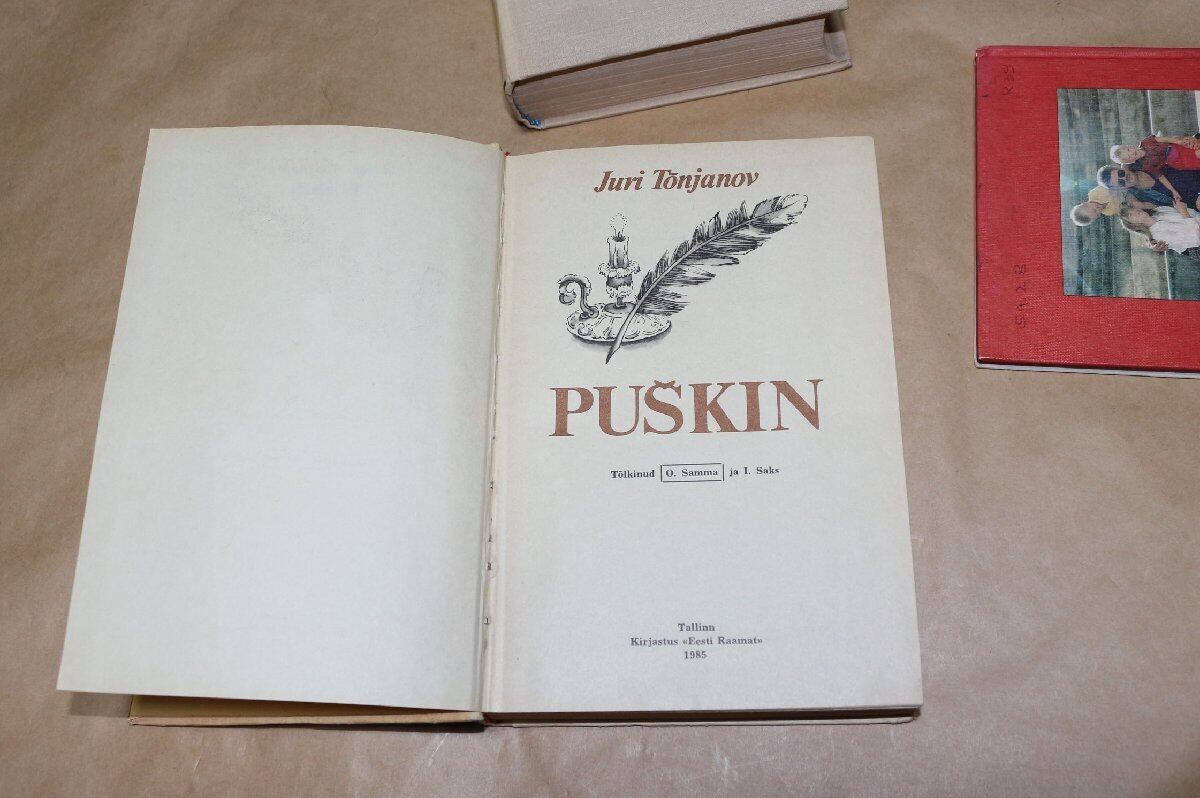 Juri Tõnjanov
PUŠKIN
Tõlkinud O. Samma ja I. Saks
Tallinn
Kirjastus «Eesti Raamat»
1985